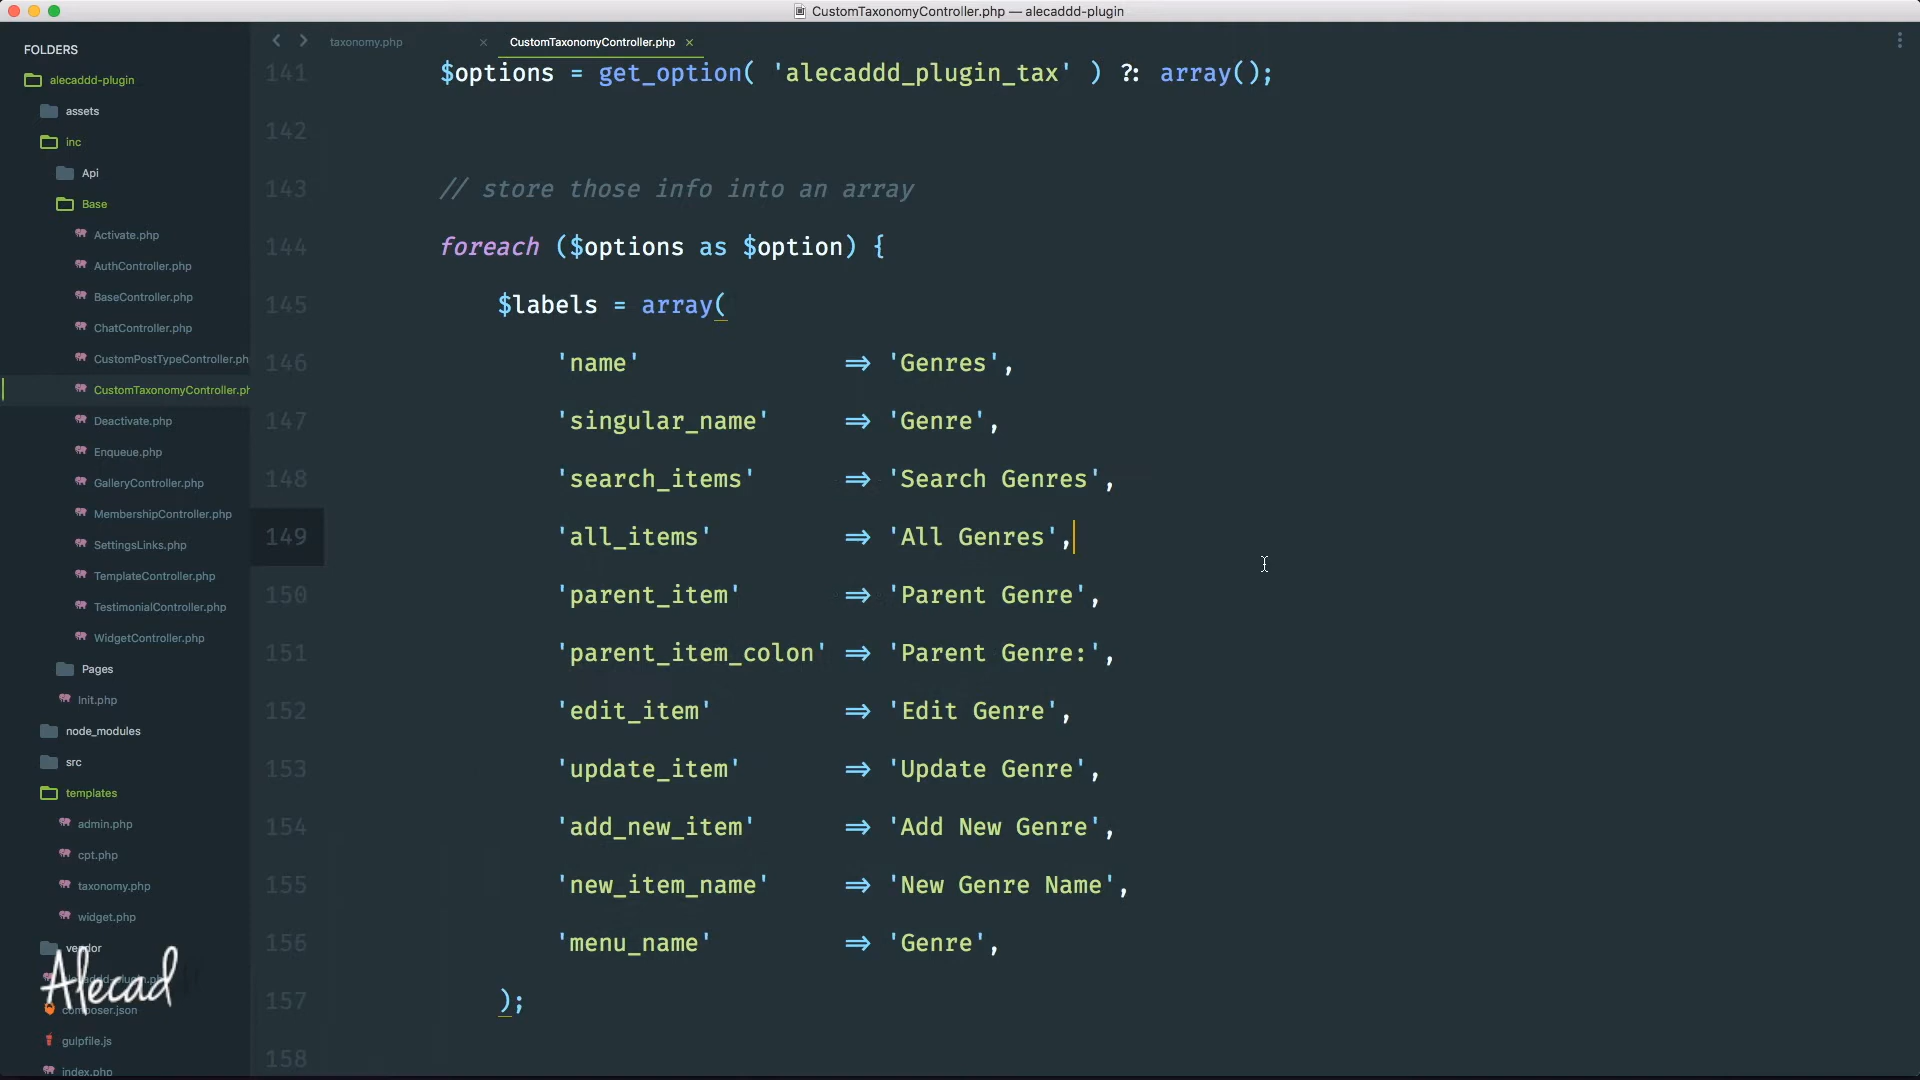 CustomTaxonomyController.php — alecaddd-plugin
FOLDERS
alecaddd-plugin
assets
inc
Api
Base
Activate.php
AuthController.php
BaseController.php
ChatController.php
CustomPostTypeController.ph
CustomTaxonomyController.ph
Deactivate.php
Enqueue.php
GalleryController.php
MembershipController.php
SettingsLinks.php
TemplateController.php
TestimonialController.php
WidgetController.php
Pages
Init.php
node_modules
src
templates
admin.php
cpt.php
taxonomy.php
widget.php
vendor
alecaddd-plugin.ph
composer.json
gulpfile.js
index.php
Alecad
taxonomy.php × CustomTaxonomyController.php ×
141 $options = get_option( 'alecaddd_plugin_tax' ) ?: array();
142
143 // store those info into an array
144 foreach ($options as $option) {
145 $labels = array(
146 'name' => 'Genres',
147 'singular_name' => 'Genre',
148 'search_items' => 'Search Genres',
149 'all_items' => 'All Genres',
150 'parent_item' => 'Parent Genre',
151 'parent_item_colon' => 'Parent Genre:',
152 'edit_item' => 'Edit Genre',
153 'update_item' => 'Update Genre',
154 'add_new_item' => 'Add New Genre',
155 'new_item_name' => 'New Genre Name',
156 'menu_name' => 'Genre',
157 );
158